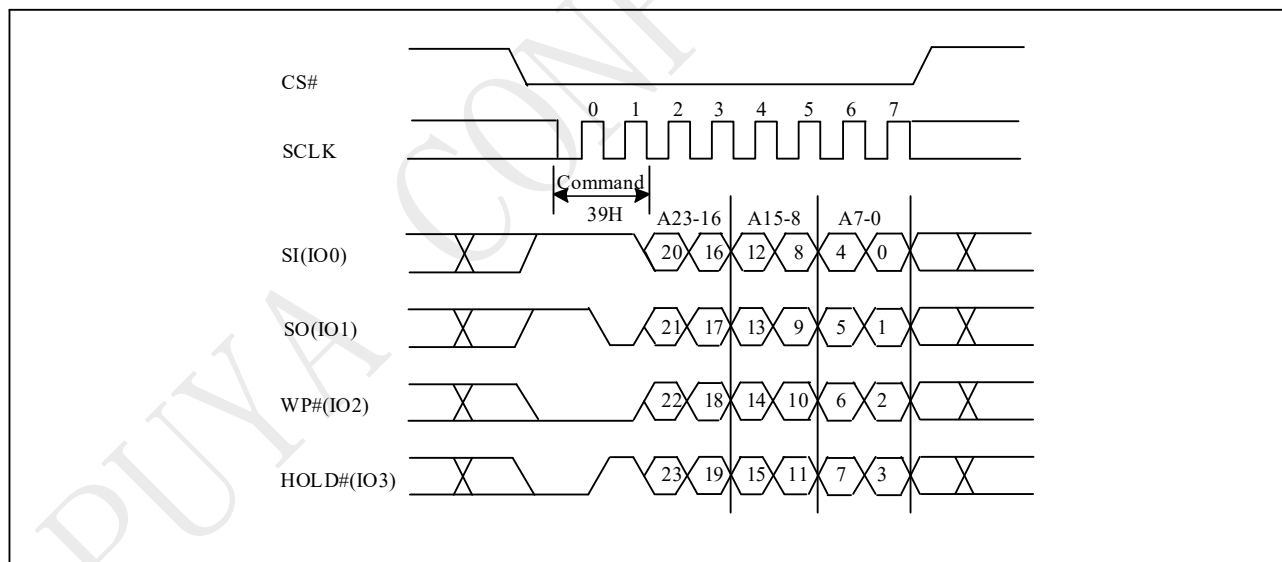 CS#
0 1 2 3 4 5 6 7
SCLK
Command
39H
A23-16 A15-8 A7-0
SI(IO0) 20 16 12 8 4 0
SO(IO1) 21 17 13 9 5 1
WP#(IO2) 22 18 14 10 6 2
HOLD#(IO3) 23 19 15 11 7 3
PUYA